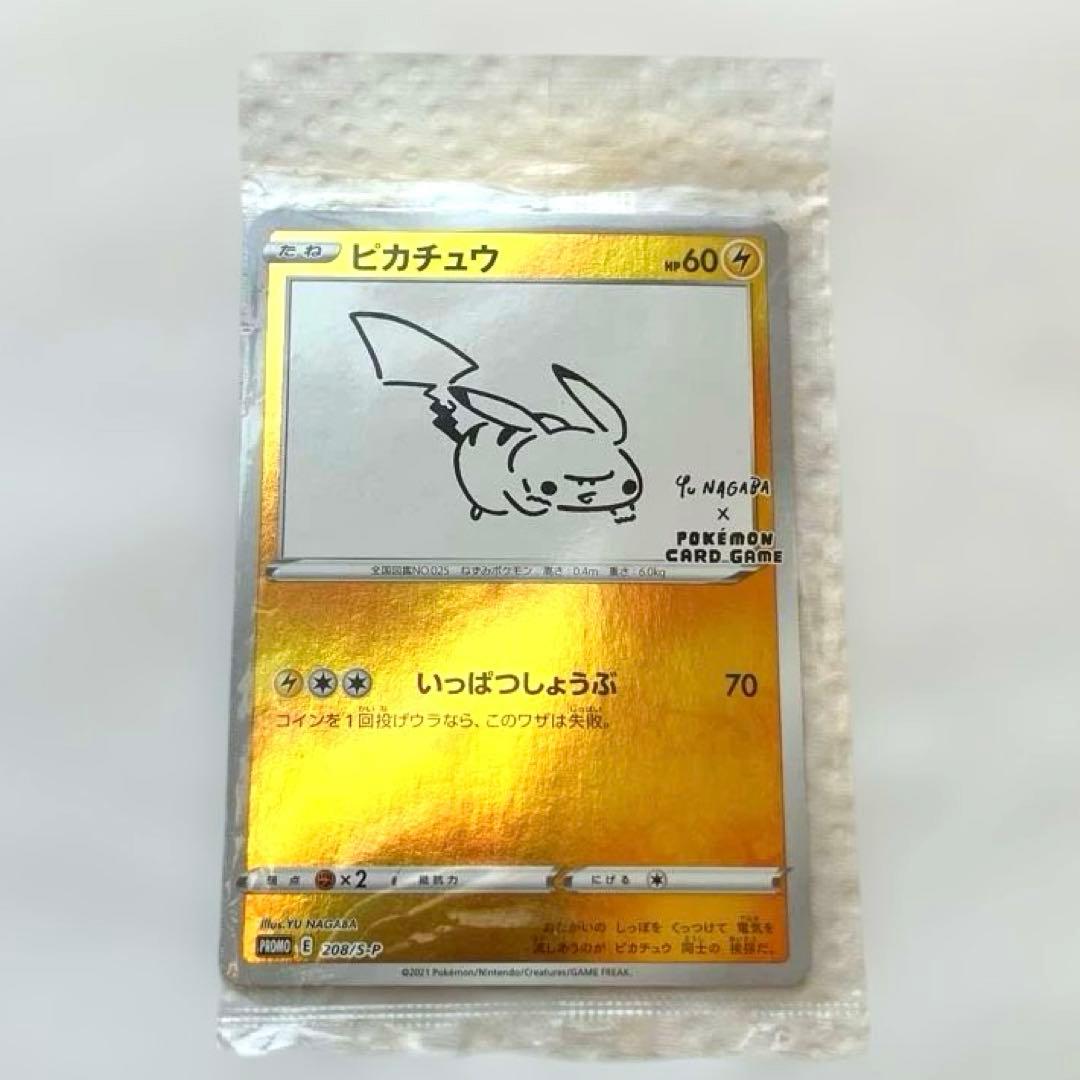 たね ピカチュウ HP60
Yu NAGABA
×
POKÉMON
CARD GAME
全国図鑑NO.025 ねずみポケモン 高さ:0.4m 重さ:6.0kg
いっぱつしょうぶ 70
コインを1回投げウラなら、このワザは失敗。
弱点 ×2 抵抗力 にげる
illus.YU NAGABA
おたがいの しっぽを くっつけて 電気を
流しあうのが ピカチュウ 同士の 挨拶だ。
PROMO E 208/S-P
©2021 Pokémon/Nintendo/Creatures/GAME FREAK.